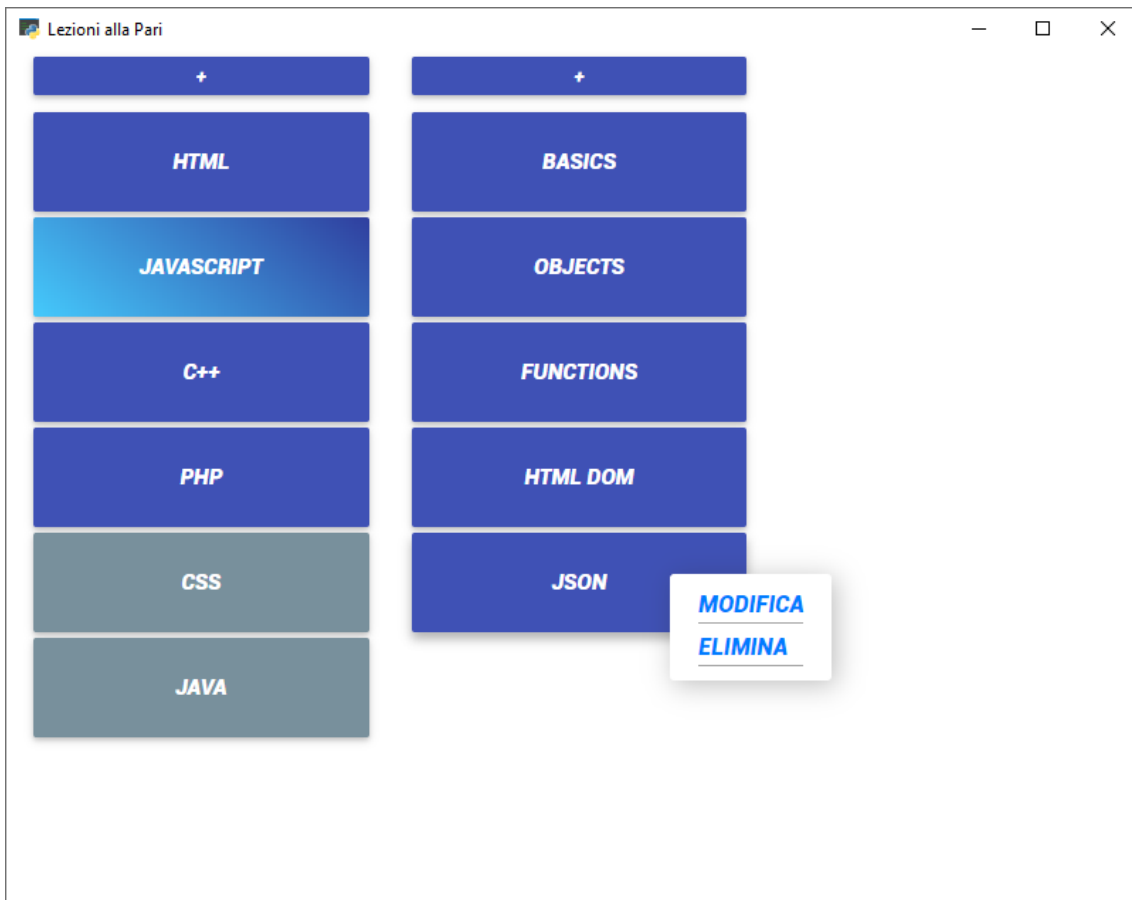 Lezioni alla Pari
+
HTML
JAVASCRIPT
C++
PHP
CSS
JAVA
+
BASICS
OBJECTS
FUNCTIONS
HTML DOM
JSON
MODIFICA
ELIMINA